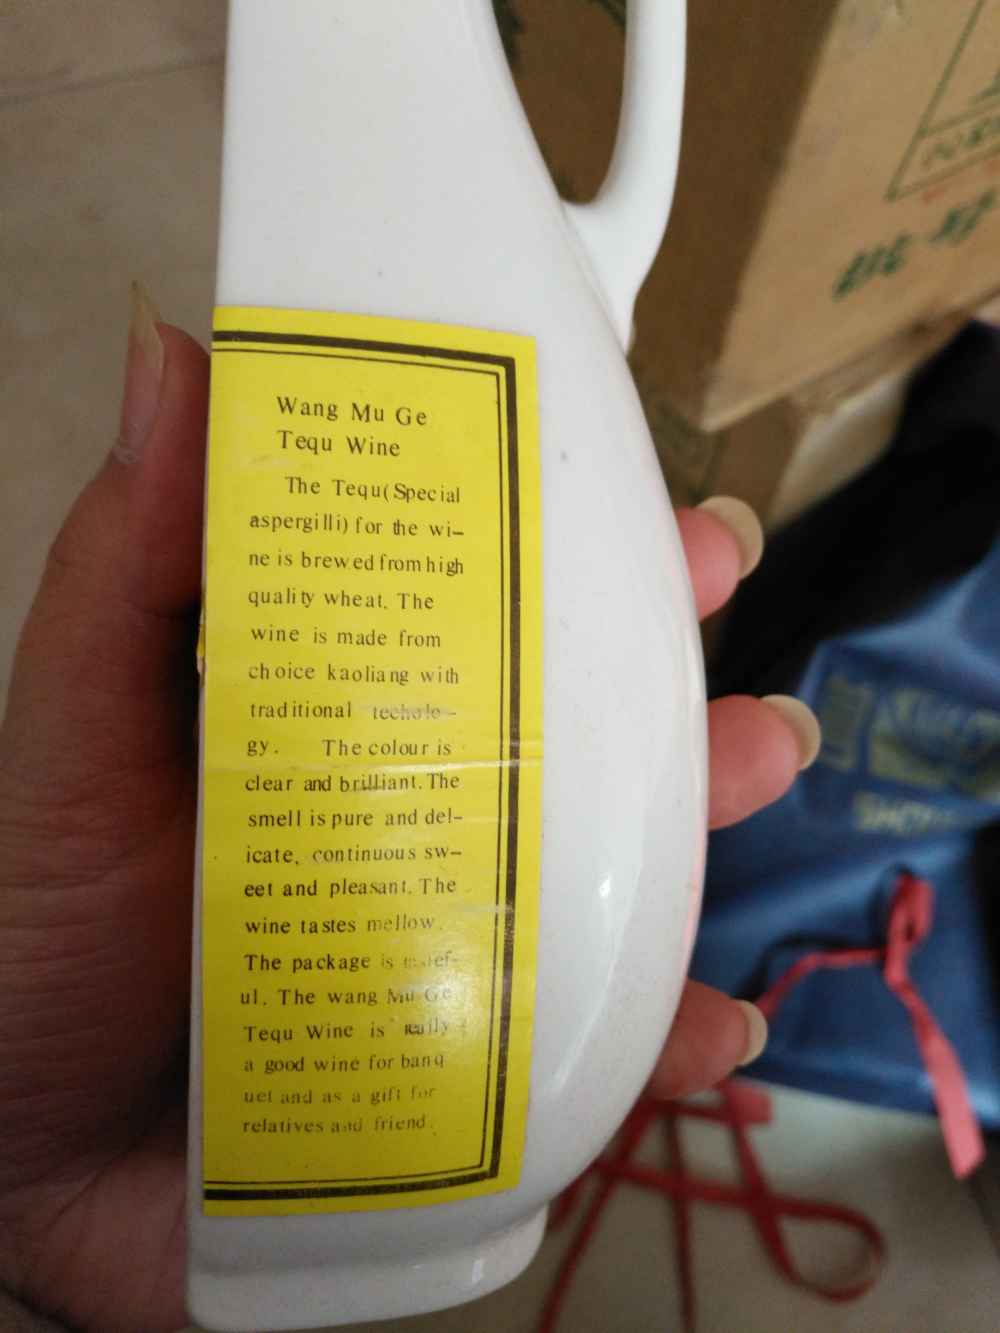 Wang Mu Ge
Tequ Wine
The Tequ(Special
aspergilli) for the wi-
ne is brewed from high
quality wheat. The
wine is made from
choice kaoliang with
traditional techolo-
gy. The colour is
clear and brilliant. The
smell is pure and del-
icate, continuous sw-
eet and pleasant. The
wine tastes mellow.
The package is
ul. The wang Mu Ge
Tequ Wine is really
a good wine for banq
uet and as a gift for
relatives and friend.